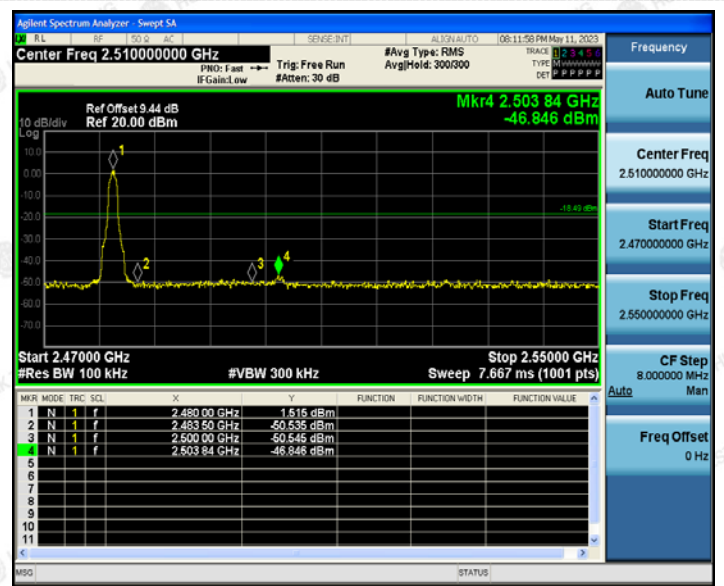 Agilent Spectrum Analyzer - Swept SA
RL RF 50 Ω AC SENSE:INT ALIGNAUTO 08:11:58 PM May 11, 2023
Center Freq 2.510000000 GHz
PNO: Fast
IFGain:Low
Trig: Free Run
#Atten: 30 dB
#Avg Type: RMS
Avg|Hold: 300/300
TRACE 1 2 3 4 5 6
TYPE M
DET P P P P P P
Ref Offset 9.44 dB
10 dB/div Ref 20.00 dBm
Log
Mkr4 2.503 84 GHz
-46.846 dBm
10.0
0.00
-10.0
-20.0
-30.0
-40.0
-50.0
-60.0
-70.0
1
2
3
4
-18.49 dBm
Start 2.47000 GHz Stop 2.55000 GHz
#Res BW 100 kHz #VBW 300 kHz Sweep 7.667 ms (1001 pts)
MKR MODE TRC SCL X Y FUNCTION FUNCTION WIDTH FUNCTION VALUE
1 N 1 f 2.480 00 GHz 1.515 dBm
2 N 1 f 2.483 50 GHz -50.535 dBm
3 N 1 f 2.500 00 GHz -50.545 dBm
4 N 1 f 2.503 84 GHz -46.846 dBm
5
6
7
8
9
10
11
MSG STATUS
Frequency
Auto Tune
Center Freq
2.510000000 GHz
Start Freq
2.470000000 GHz
Stop Freq
2.550000000 GHz
CF Step
8.000000 MHz
Auto Man
Freq Offset
0 Hz